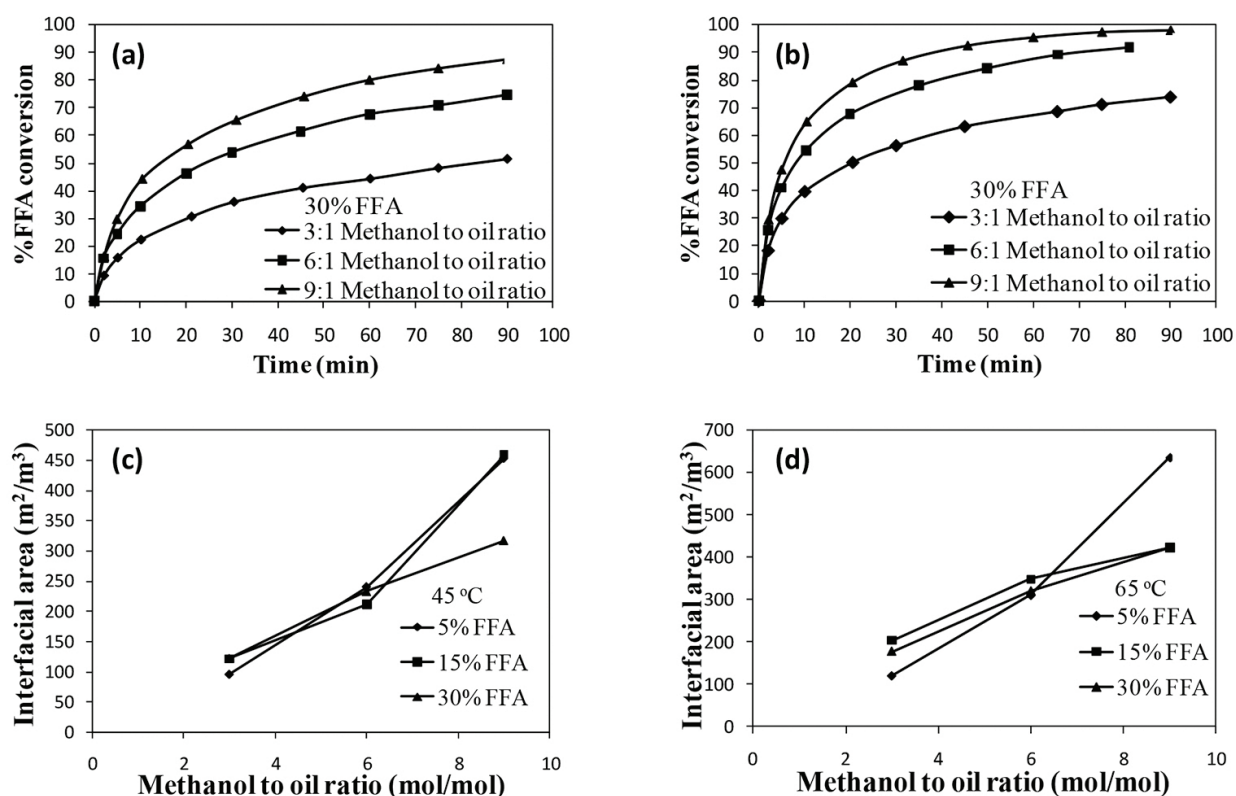 (a)
%FFA conversion
100
90
80
70
60
50
40
30
20
10
0
30% FFA
3:1 Methanol to oil ratio
6:1 Methanol to oil ratio
9:1 Methanol to oil ratio
0 10 20 30 40 50 60 70 80 90 100
Time (min)
(b)
%FFA conversion
100
90
80
70
60
50
40
30
20
10
0
30% FFA
3:1 Methanol to oil ratio
6:1 Methanol to oil ratio
9:1 Methanol to oil ratio
0 10 20 30 40 50 60 70 80 90 100
Time (min)
(c)
Interfacial area (m²/m³)
500
450
400
350
300
250
200
150
100
50
0
45 °C
5% FFA
15% FFA
30% FFA
0 2 4 6 8 10
Methanol to oil ratio (mol/mol)
(d)
Interfacial area (m²/m³)
700
600
500
400
300
200
100
0
65 °C
5% FFA
15% FFA
30% FFA
0 2 4 6 8 10
Methanol to oil ratio (mol/mol)